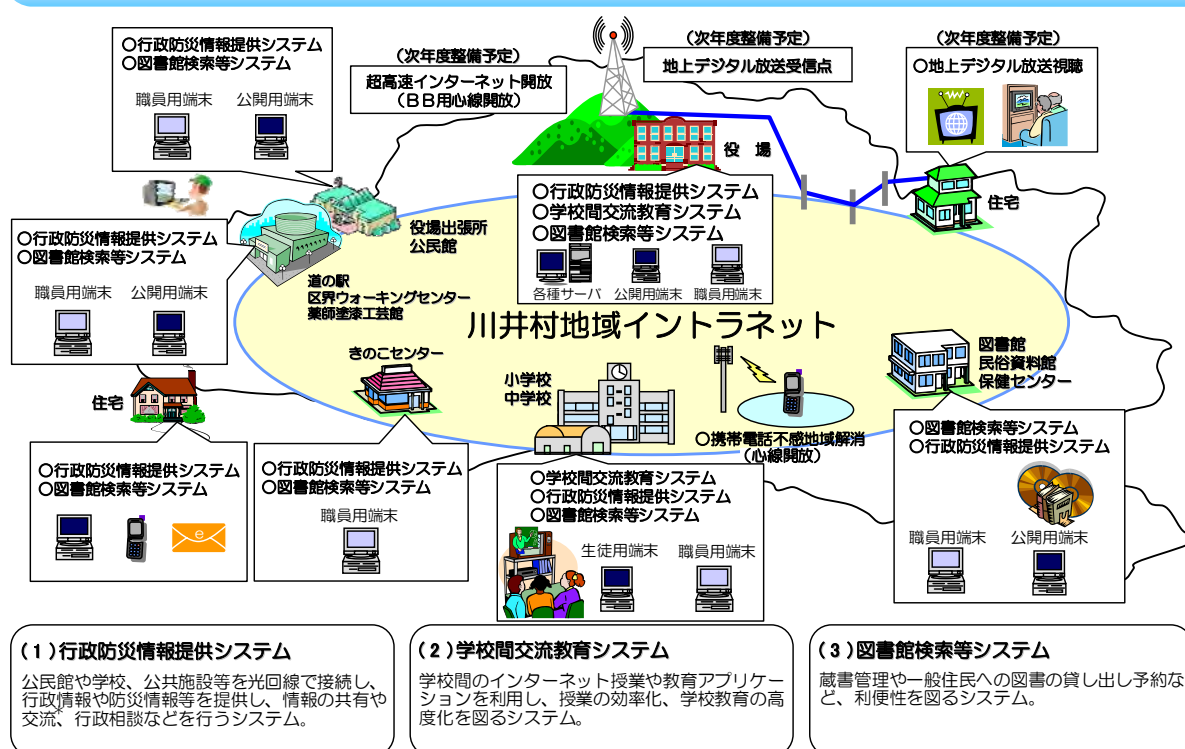 ○行政防災情報提供システム
○図書館検索等システム
職員用端末
公開用端末
(次年度整備予定)
超高速インターネット開放
(BB用心線開放)
(次年度整備予定)
地上デジタル放送受信点
(次年度整備予定)
○地上デジタル放送視聴
役 場
住宅
役場出張所
公民館
○行政防災情報提供システム
○学校間交流教育システム
○図書館検索等システム
各種サーバ
公開用端末
職員用端末
○行政防災情報提供システム
○図書館検索等システム
職員用端末
公開用端末
道の駅
区界ウォーキングセンター
薬師塗漆工芸館
川井村地域イントラネット
きのこセンター
小学校
中学校
図書館
民俗資料館
保健センター
住宅
○携帯電話不感地域解消
(心線開放)
○行政防災情報提供システム
○図書館検索等システム
e
○行政防災情報提供システム
○図書館検索等システム
職員用端末
○学校間交流教育システム
○行政防災情報提供システム
○図書館検索等システム
生徒用端末
職員用端末
○図書館検索等システム
○行政防災情報提供システム
職員用端末
公開用端末
(1)行政防災情報提供システム
公民館や学校、公共施設等を光回線で接続し、
行政情報や防災情報等を提供し、情報の共有や
交流、行政相談などを行うシステム。
(2)学校間交流教育システム
学校間のインターネット授業や教育アプリケー
ションを利用し、授業の効率化、学校教育の高
度化を図るシステム。
(3)図書館検索等システム
蔵書管理や一般住民への図書の貸し出し予約な
ど、利便性を図るシステム。